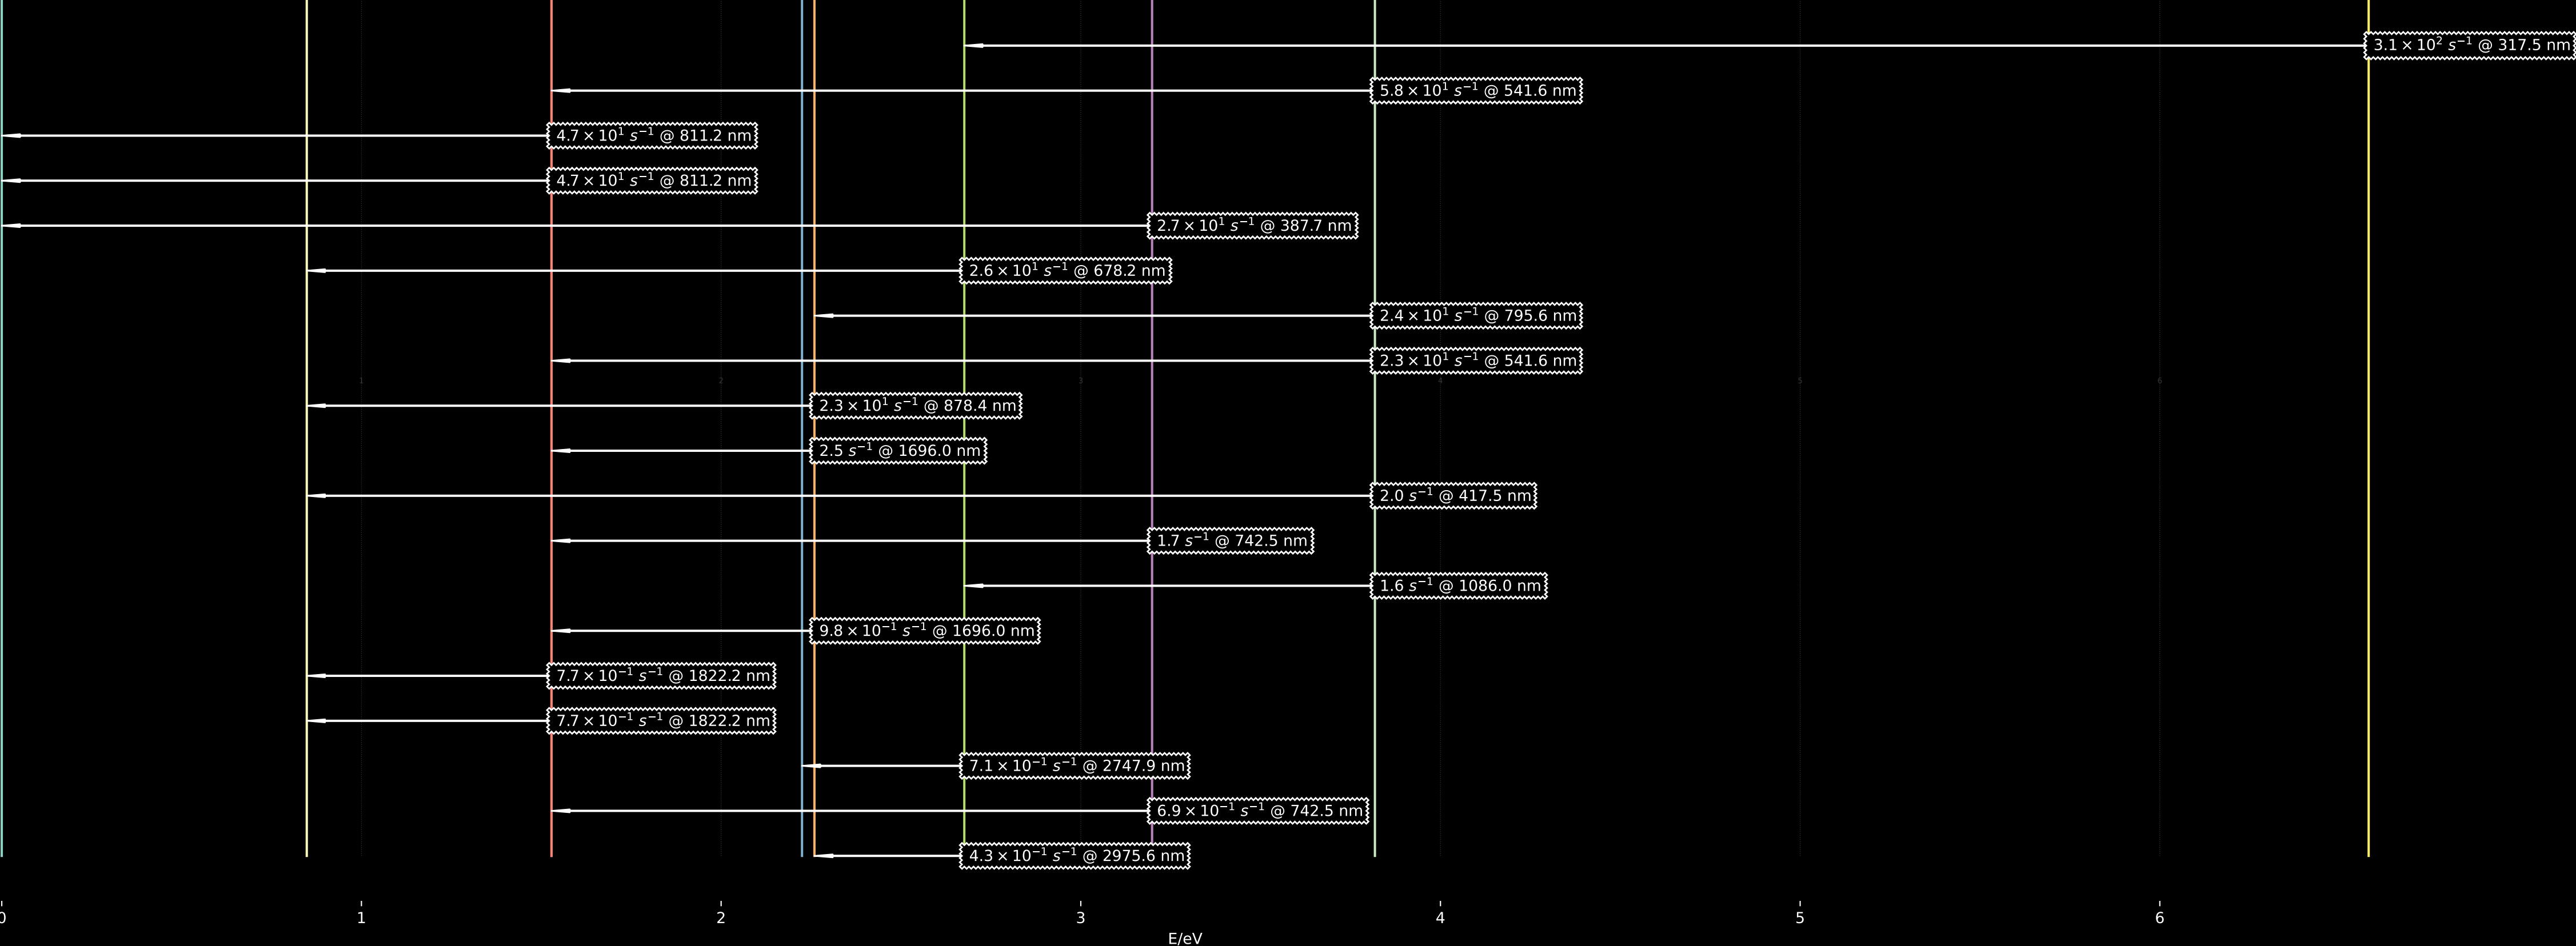 3.1 × 10² s⁻¹ @ 317.5 nm
5.8 × 10¹ s⁻¹ @ 541.6 nm
4.7 × 10¹ s⁻¹ @ 811.2 nm
4.7 × 10¹ s⁻¹ @ 811.2 nm
2.7 × 10¹ s⁻¹ @ 387.7 nm
2.6 × 10¹ s⁻¹ @ 678.2 nm
2.4 × 10¹ s⁻¹ @ 795.6 nm
2.3 × 10¹ s⁻¹ @ 541.6 nm
1 2 3 4 5 6
2.3 × 10¹ s⁻¹ @ 878.4 nm
2.5 s⁻¹ @ 1696.0 nm
2.0 s⁻¹ @ 417.5 nm
1.7 s⁻¹ @ 742.5 nm
1.6 s⁻¹ @ 1086.0 nm
9.8 × 10⁻¹ s⁻¹ @ 1696.0 nm
7.7 × 10⁻¹ s⁻¹ @ 1822.2 nm
7.7 × 10⁻¹ s⁻¹ @ 1822.2 nm
7.1 × 10⁻¹ s⁻¹ @ 2747.9 nm
6.9 × 10⁻¹ s⁻¹ @ 742.5 nm
4.3 × 10⁻¹ s⁻¹ @ 2975.6 nm
0 1 2 3 4 5 6
E/eV